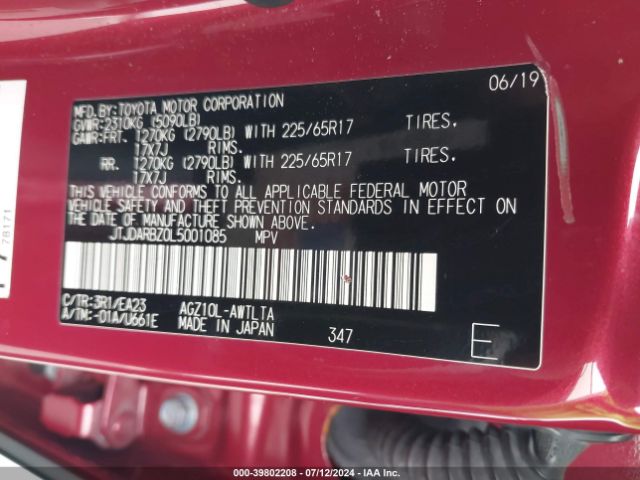 06/19
MFD.BY:TOYOTA MOTOR CORPORATION
GVWR:2310KG (5090LB)
GAWR:FRT. 1270KG (2790LB) WITH 225/65R17 TIRES.
17X7J RIMS.
RR. 1270KG (2790LB) WITH 225/65R17 TIRES.
17X7J RIMS.
THIS VEHICLE CONFORMS TO ALL APPLICABLE FEDERAL MOTOR
VEHICLE SAFETY AND THEFT PREVENTION STANDARDS IN EFFECT ON
THE DATE OF MANUFACTURE SHOWN ABOVE.
JTJDARBZ0L5001085 MPV
C/TR:3R1/EA23 AGZ10L-AWTLTA
A/TM:-01A/U661E MADE IN JAPAN 347 E
78171
000-39802208 - 07/12/2024 - IAA Inc.